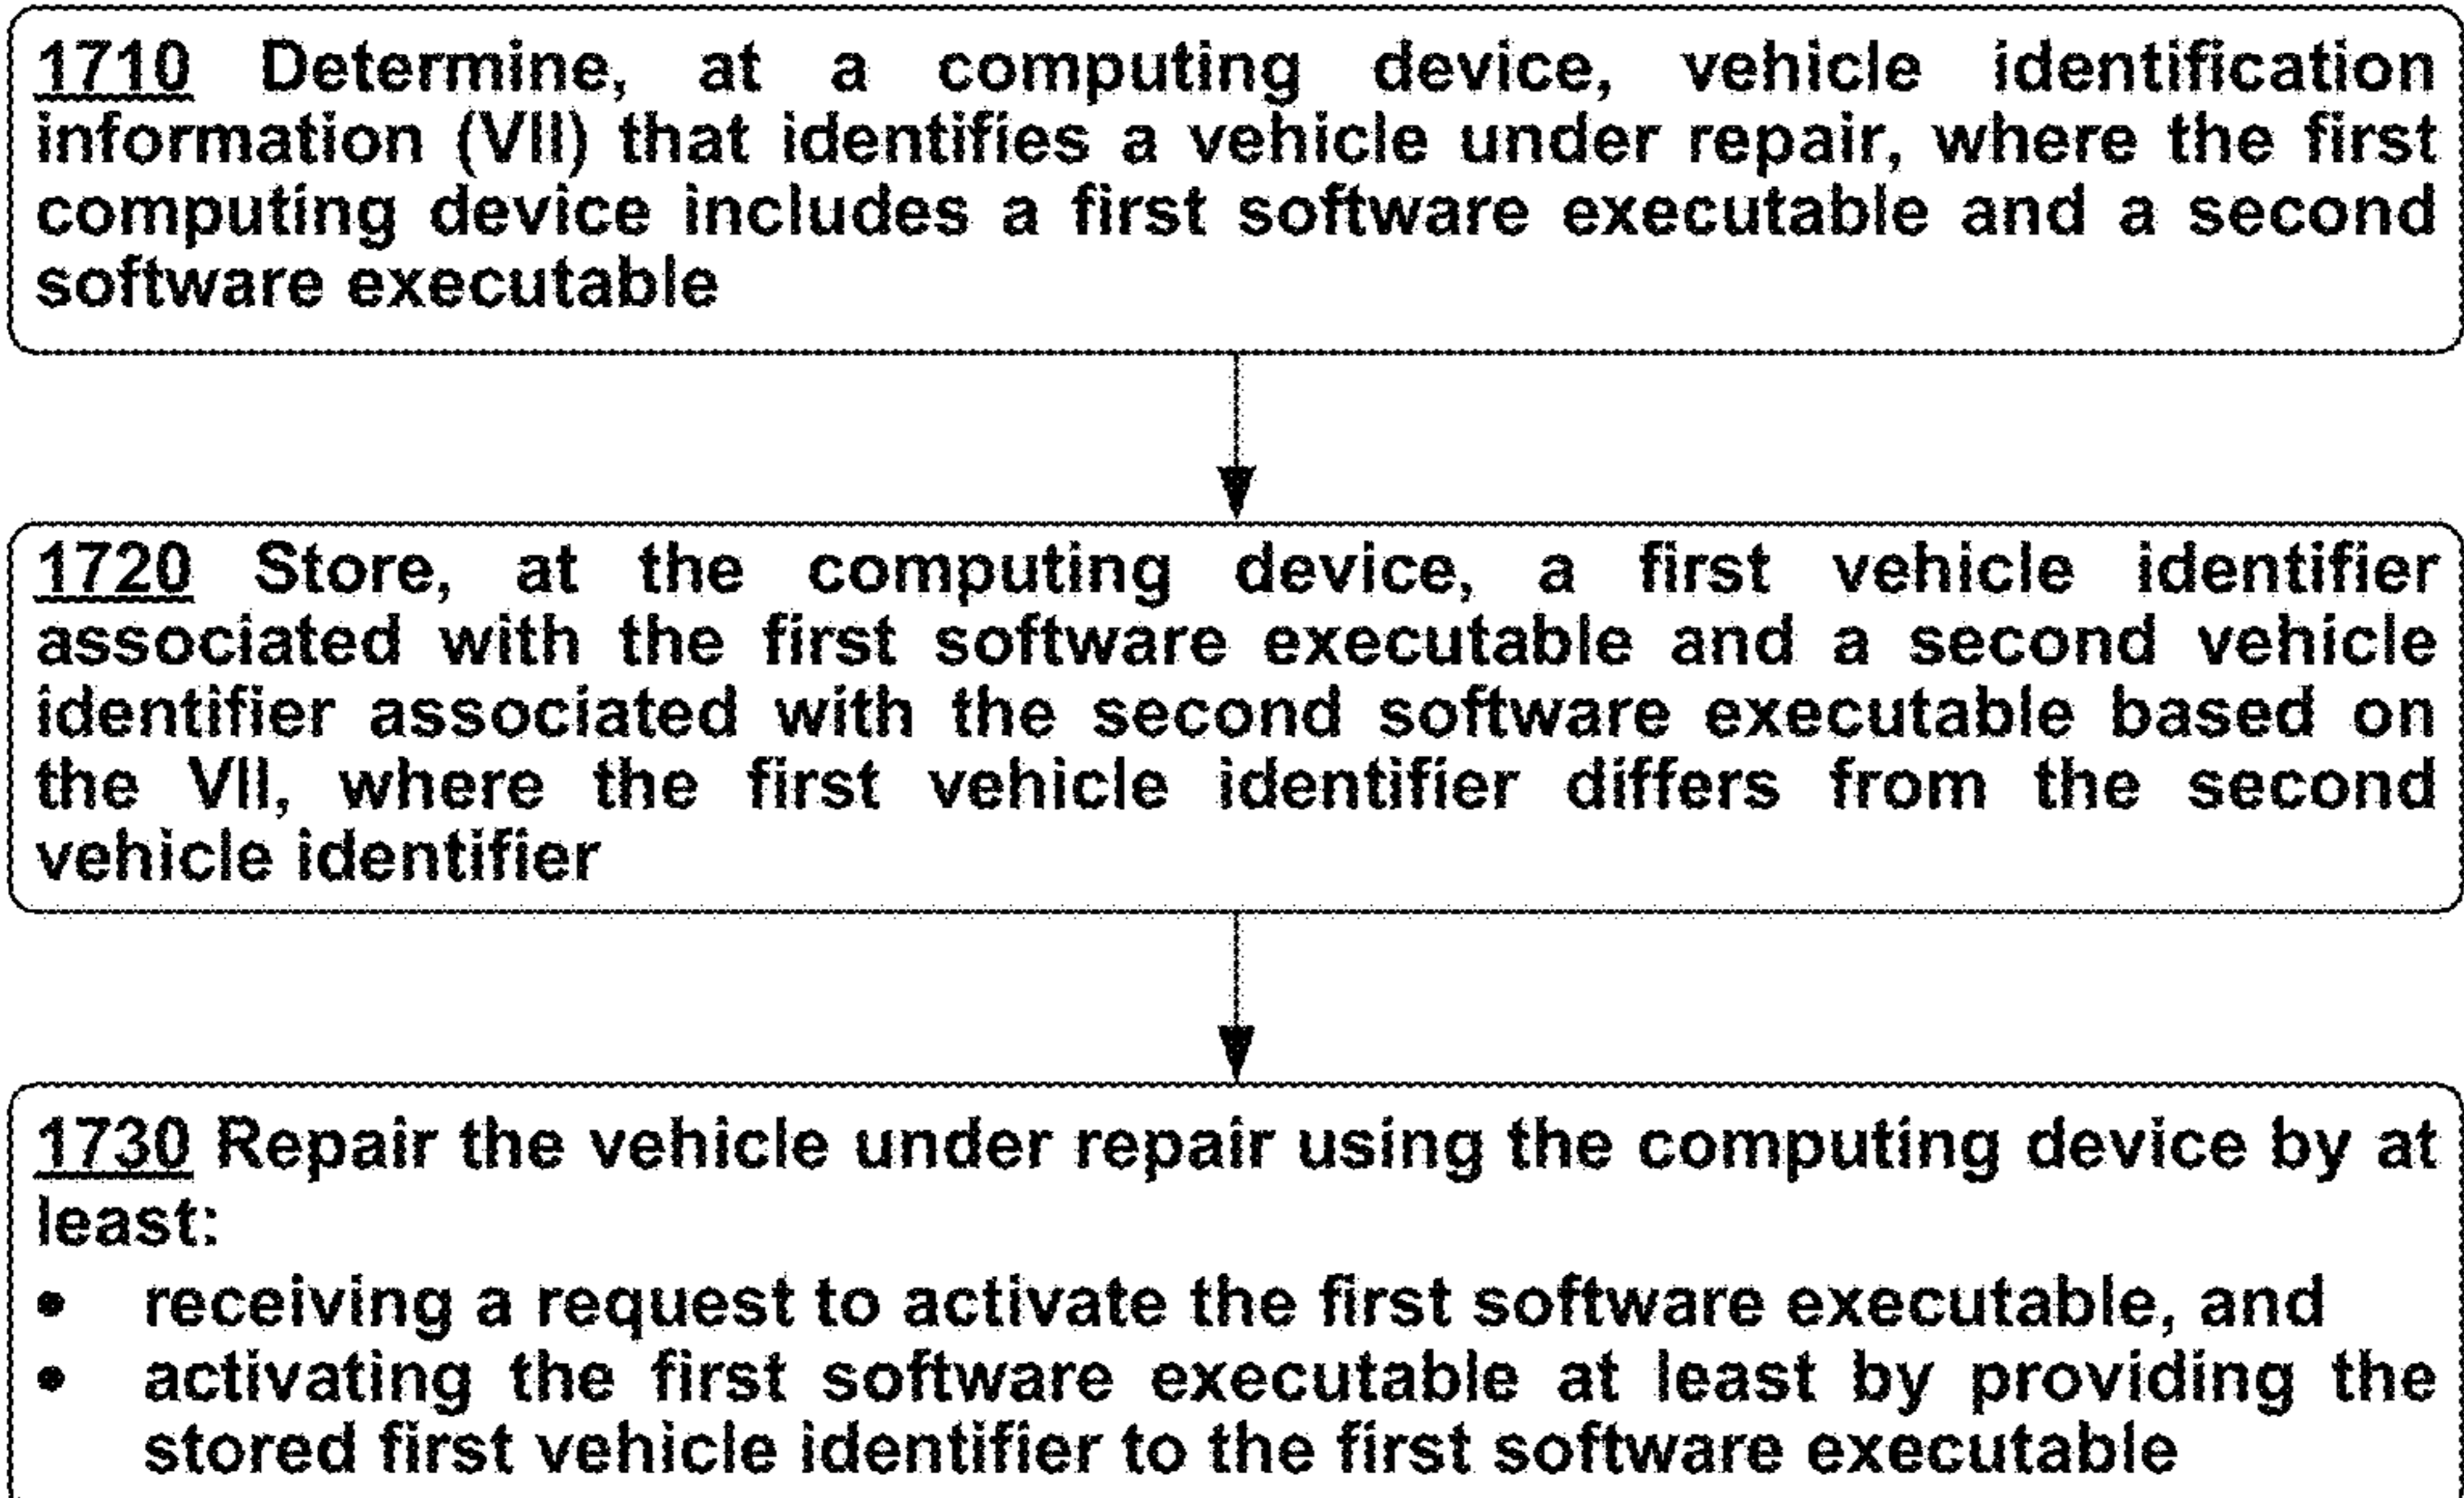 1710 Determine, at a computing device, vehicle identification
information (VII) that identifies a vehicle under repair, where the first
computing device includes a first software executable and a second
software executable
1720 Store, at the computing device, a first vehicle identifier
associated with the first software executable and a second vehicle
identifier associated with the second software executable based on
the VII, where the first vehicle identifier differs from the second
vehicle identifier
1730 Repair the vehicle under repair using the computing device by at
least:
• receiving a request to activate the first software executable, and
• activating the first software executable at least by providing the
stored first vehicle identifier to the first software executable